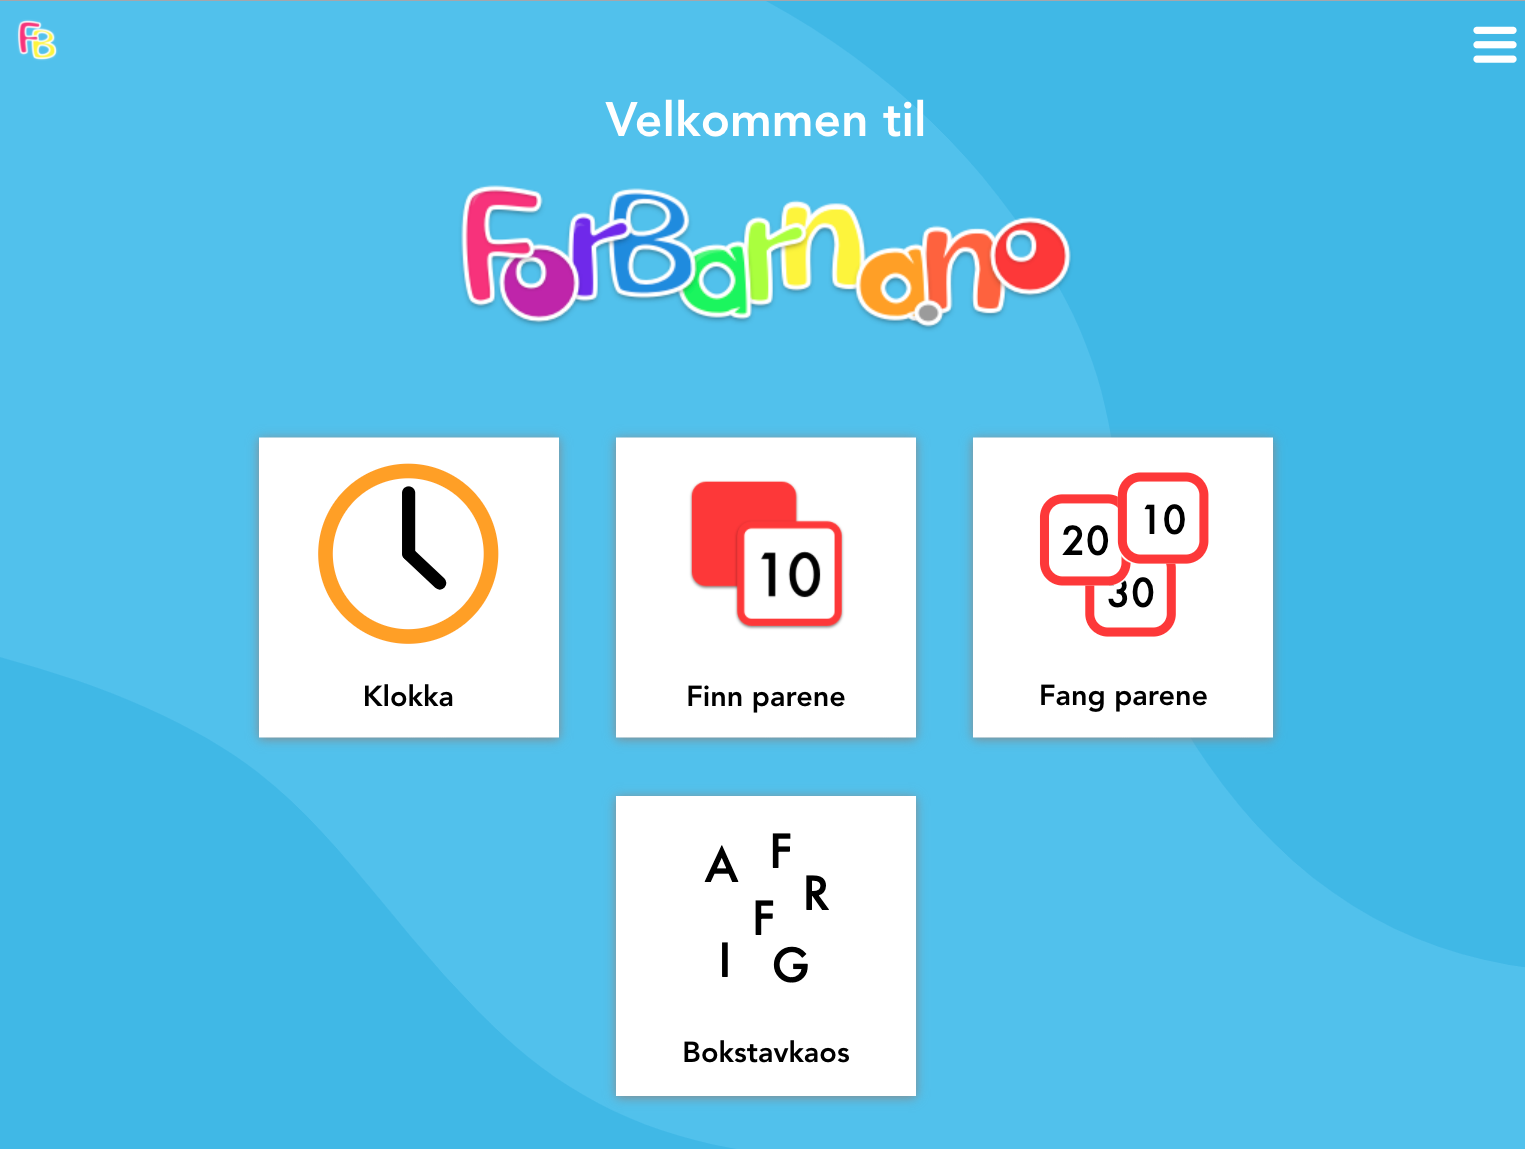 FB
Velkommen til
ForBarn.no
10
20
10
30
Klokka
Finn parene
Fang parene
A F
R
F
I G
Bokstavkaos